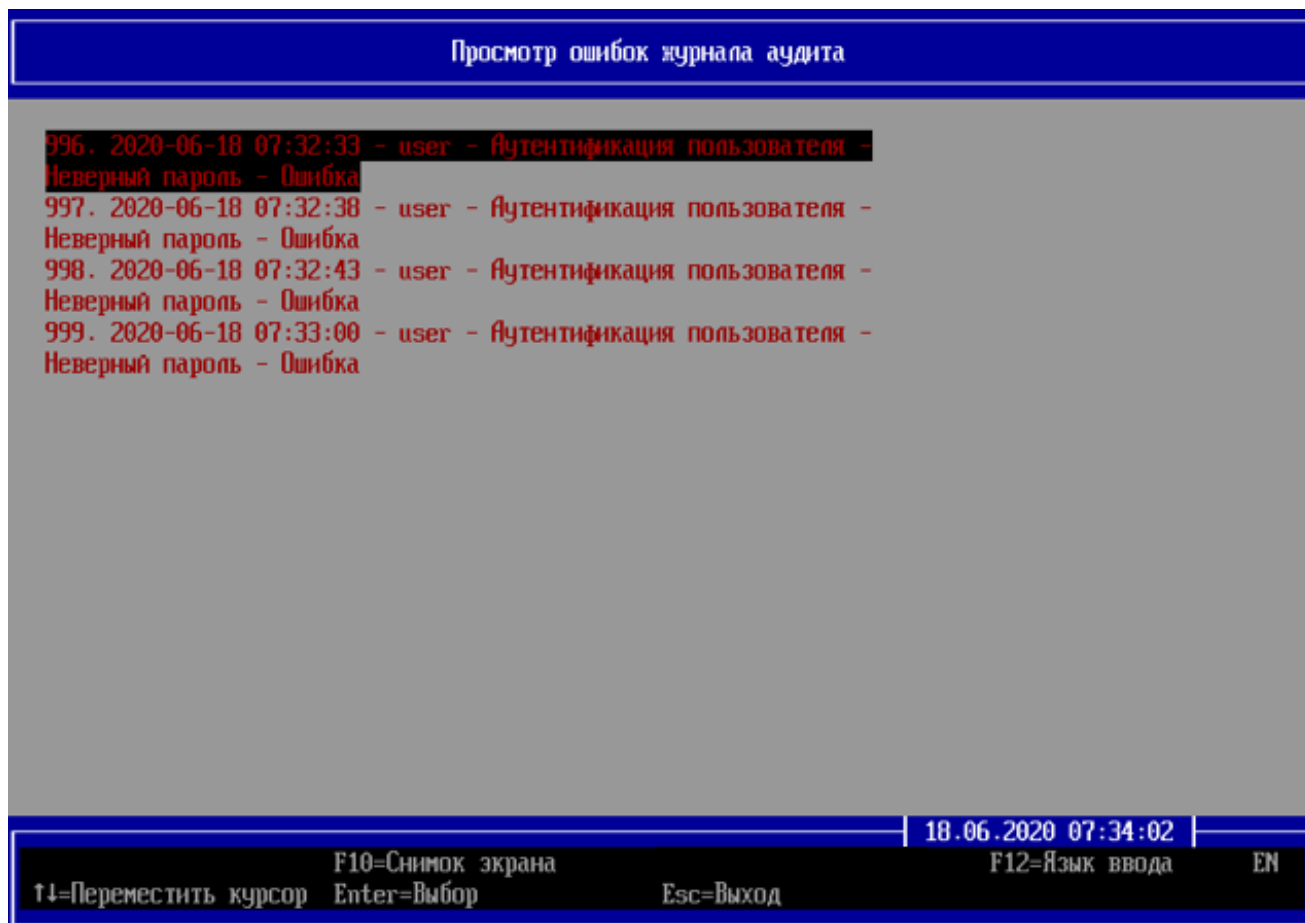 Просмотр ошибок журнала аудита
996. 2020-06-18 07:32:33 - user - Аутентификация пользователя -
Неверный пароль - Ошибка
997. 2020-06-18 07:32:38 - user - Аутентификация пользователя -
Неверный пароль - Ошибка
998. 2020-06-18 07:32:43 - user - Аутентификация пользователя -
Неверный пароль - Ошибка
999. 2020-06-18 07:33:00 - user - Аутентификация пользователя -
Неверный пароль - Ошибка
18.06.2020 07:34:02
F10=Снимок экрана F12=Язык ввода EN
↑↓=Переместить курсор Enter=Выбор Esc=Выход